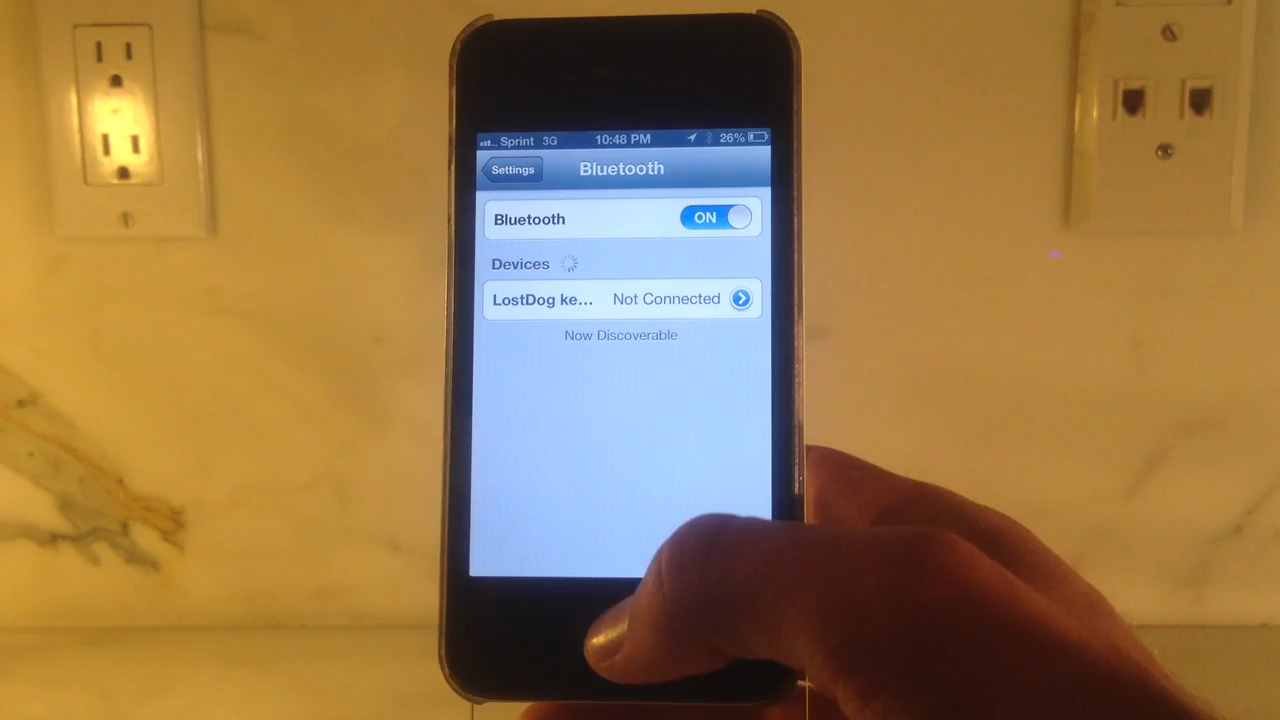 Sprint 3G 10:48 PM 26%
Settings Bluetooth
Bluetooth ON
Devices
LostDog ke... Not Connected
Now Discoverable